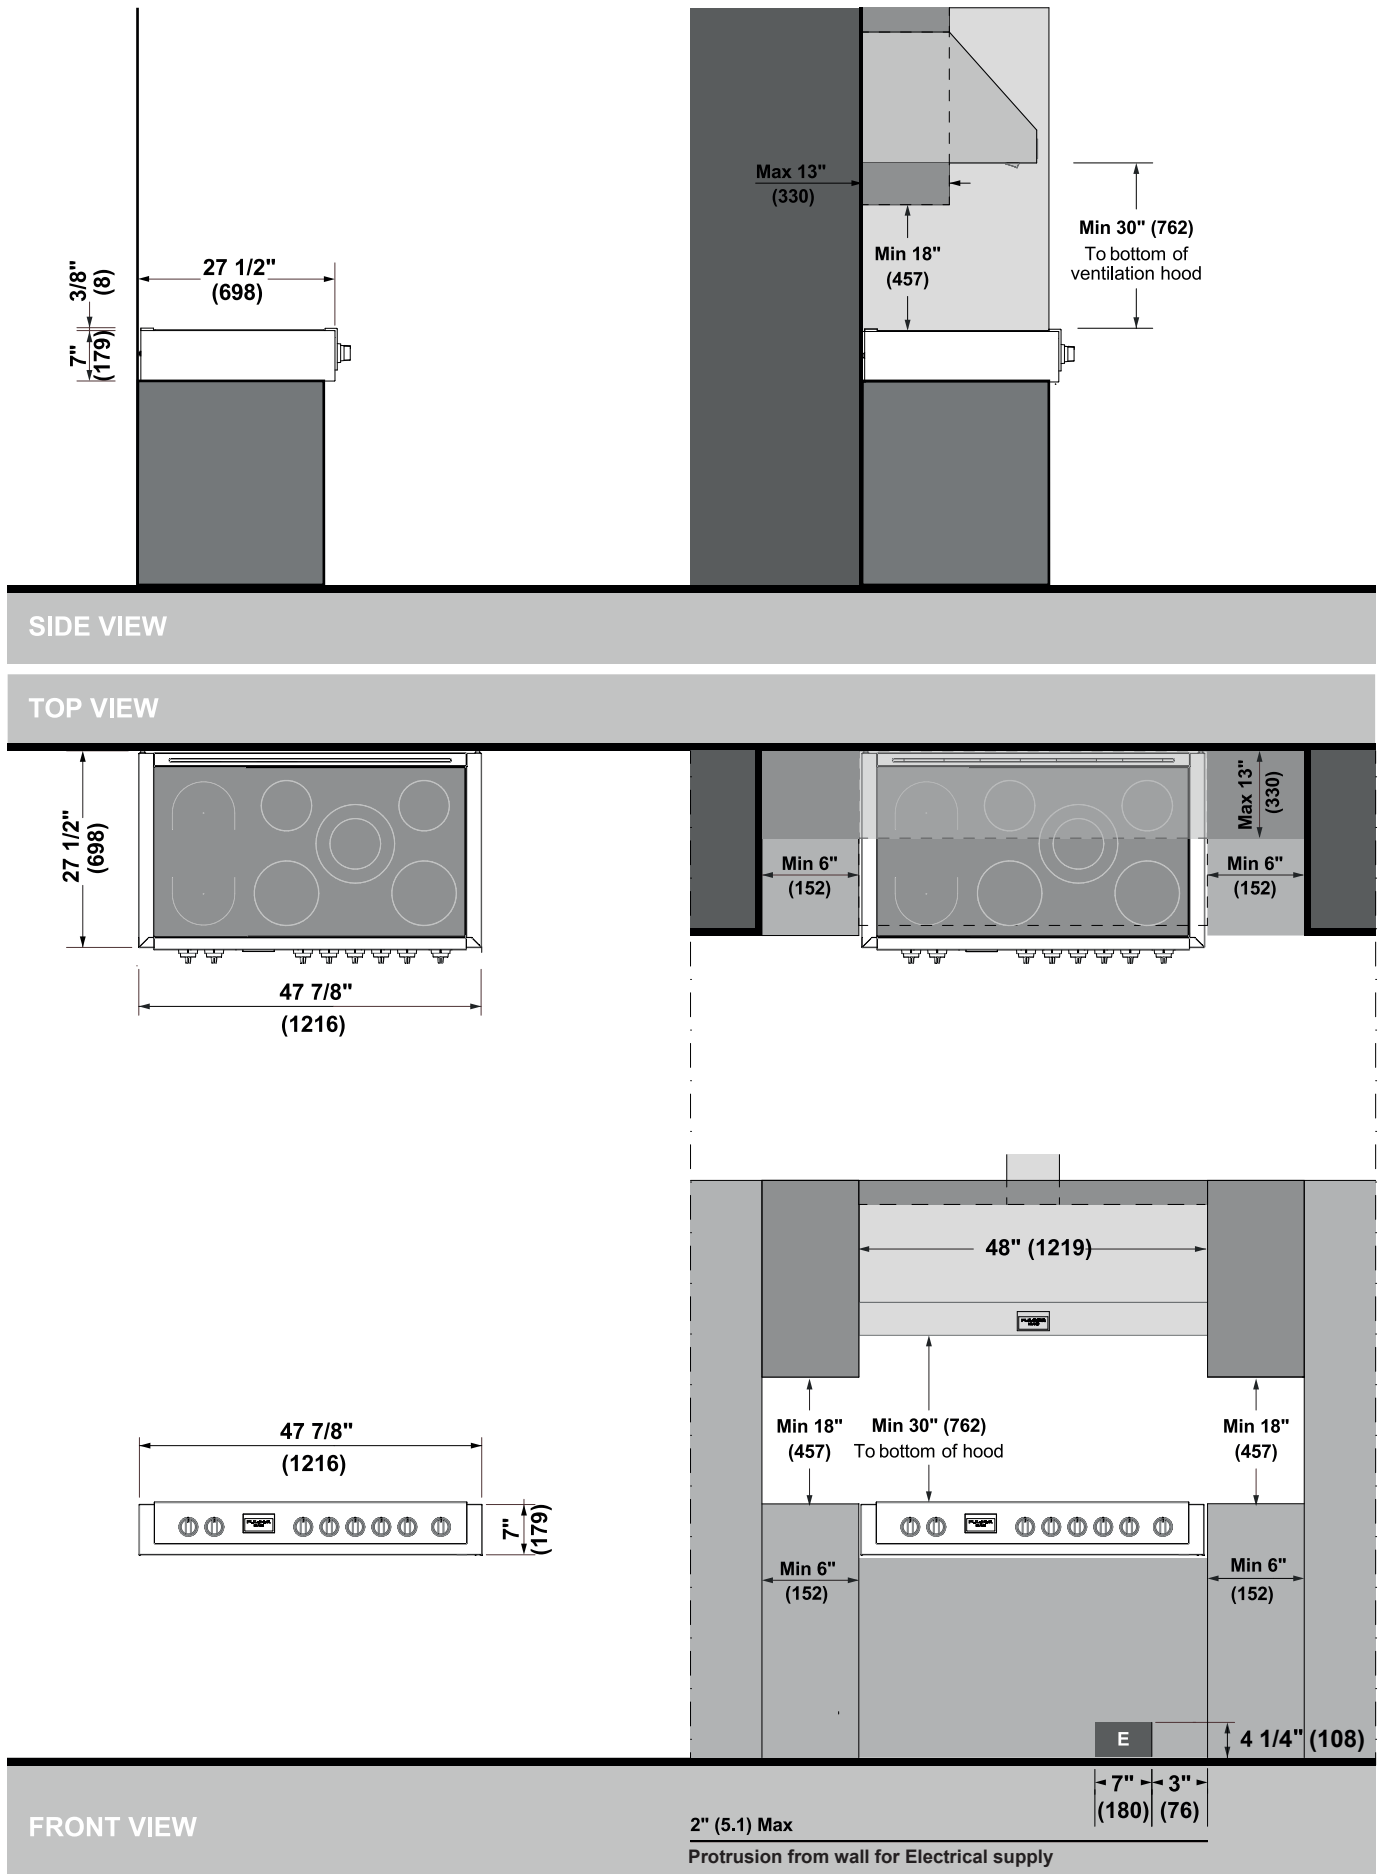 Max 13"
(330)
Min 30" (762)
To bottom of
ventilation hood
Min 18"
(457)
27 1/2"
(698)
3/8"
(8)
7"
(179)
SIDE VIEW
TOP VIEW
27 1/2"
(698)
47 7/8"
(1216)
Max 13"
(330)
Min 6"
(152)
Min 6"
(152)
48" (1219)
47 7/8"
(1216)
7"
(179)
Min 18"
(457)
Min 30" (762)
To bottom of hood
Min 18"
(457)
Min 6"
(152)
Min 6"
(152)
E
4 1/4" (108)
7"
(180)
3"
(76)
FRONT VIEW
2" (5.1) Max
Protrusion from wall for Electrical supply